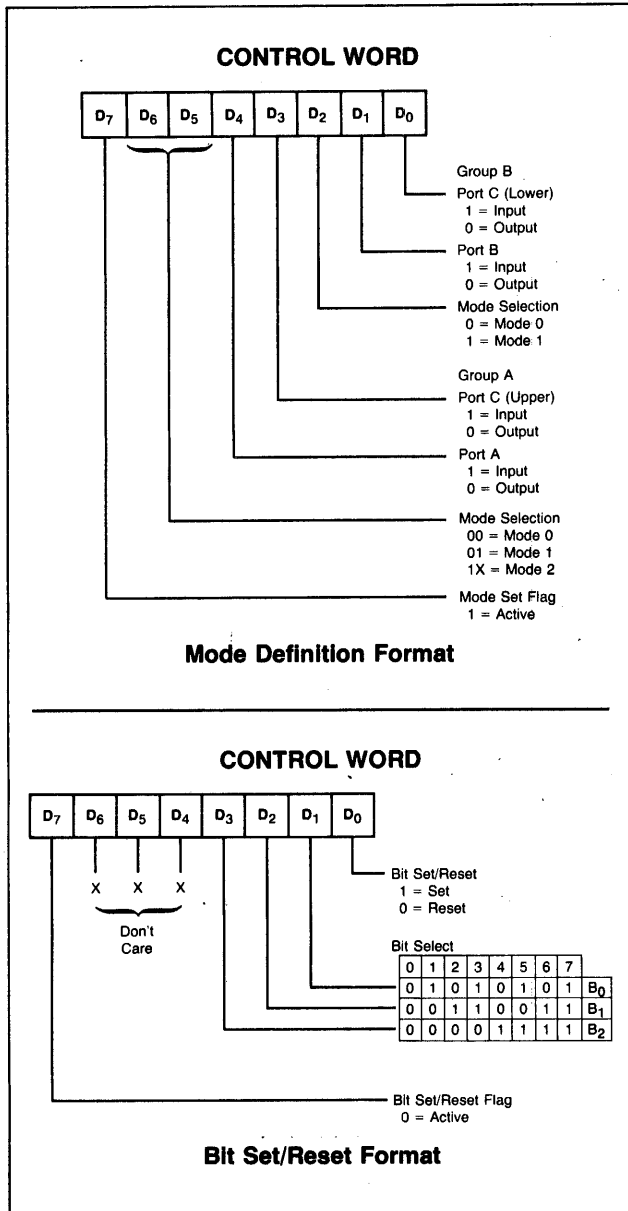 CONTROL WORD
D7 D6 D5 D4 D3 D2 D1 D0
Group B
Port C (Lower)
1 = Input
0 = Output
Port B
1 = Input
0 = Output
Mode Selection
0 = Mode 0
1 = Mode 1
Group A
Port C (Upper)
1 = Input
0 = Output
Port A
1 = Input
0 = Output
Mode Selection
00 = Mode 0
01 = Mode 1
1X = Mode 2
Mode Set Flag
1 = Active
Mode Definition Format
CONTROL WORD
D7 D6 D5 D4 D3 D2 D1 D0
X X X
Don't
Care
Bit Set/Reset
1 = Set
0 = Reset
Bit Select
0 1 2 3 4 5 6 7
0 1 0 1 0 1 0 1 B0
0 0 1 1 0 0 1 1 B1
0 0 0 0 1 1 1 1 B2
Bit Set/Reset Flag
0 = Active
Bit Set/Reset Format